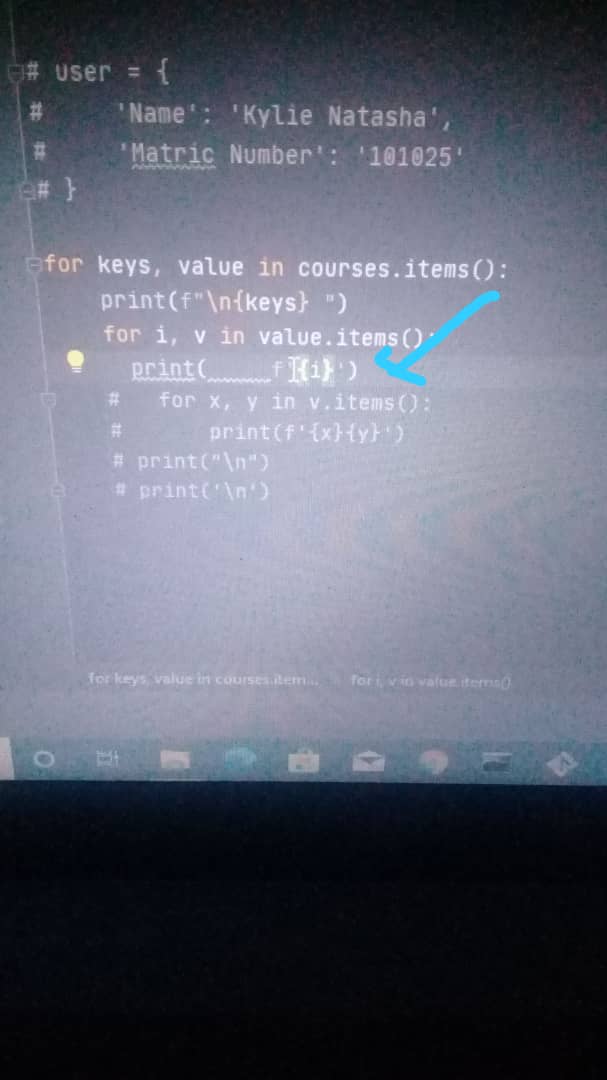 # user = {
#     'Name': 'Kylie Natasha',
#     'Matric Number': '101025'
# }
for keys, value in courses.items():
    print(f"\n{keys} ")
    for i, v in value.items():
        print(      f'{i}')
#   for x, y in v.items():
#       print(f'{x}{y}')
# print("\n")
# print('\n')
for keys, value in courses.item... for i, v in value.items()